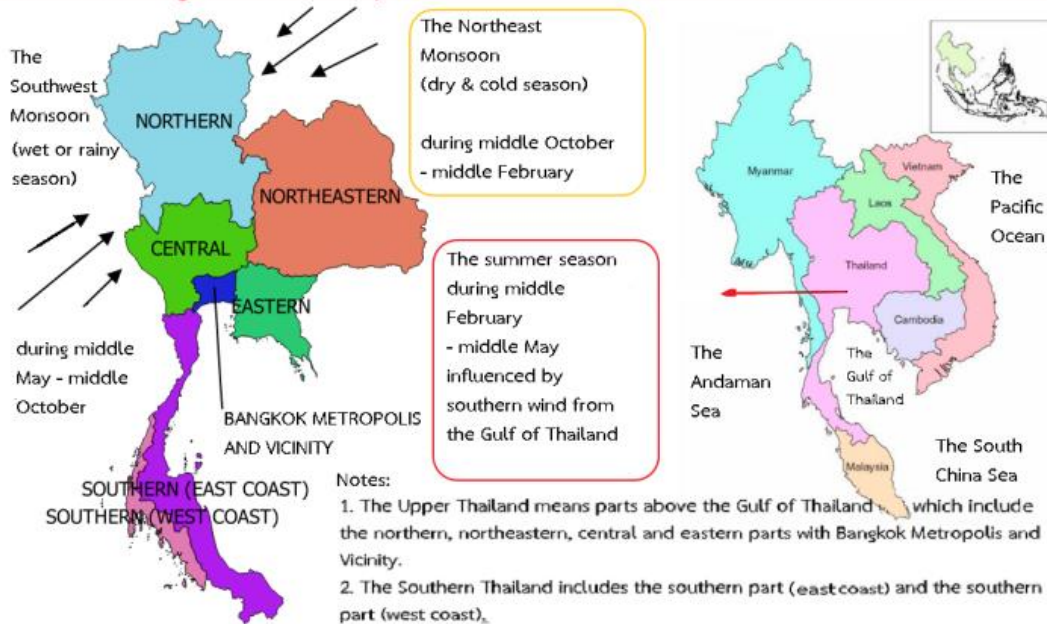 The
Southwest
Monsoon
(wet or rainy
season)
during middle
May - middle
October
NORTHERN
NORTHEASTERN
CENTRAL
EASTERN
BANGKOK METROPOLIS
AND VICINITY
SOUTHERN (EAST COAST)
SOUTHERN (WEST COAST)
The Northeast
Monsoon
(dry & cold season)
during middle October
- middle February
The summer season
during middle
February
- middle May
influenced by
southern wind from
the Gulf of Thailand
Myanmar
Laos
Vietnam
Thailand
Cambodia
Malaysia
The
Pacific
Ocean
The
Andaman
Sea
The
Gulf of
Thailand
The South
China Sea
Notes:
1. The Upper Thailand means parts above the Gulf of Thailand which include
the northern, northeastern, central and eastern parts with Bangkok Metropolis and
Vicinity.
2. The Southern Thailand includes the southern part (east coast) and the southern
part (west coast).